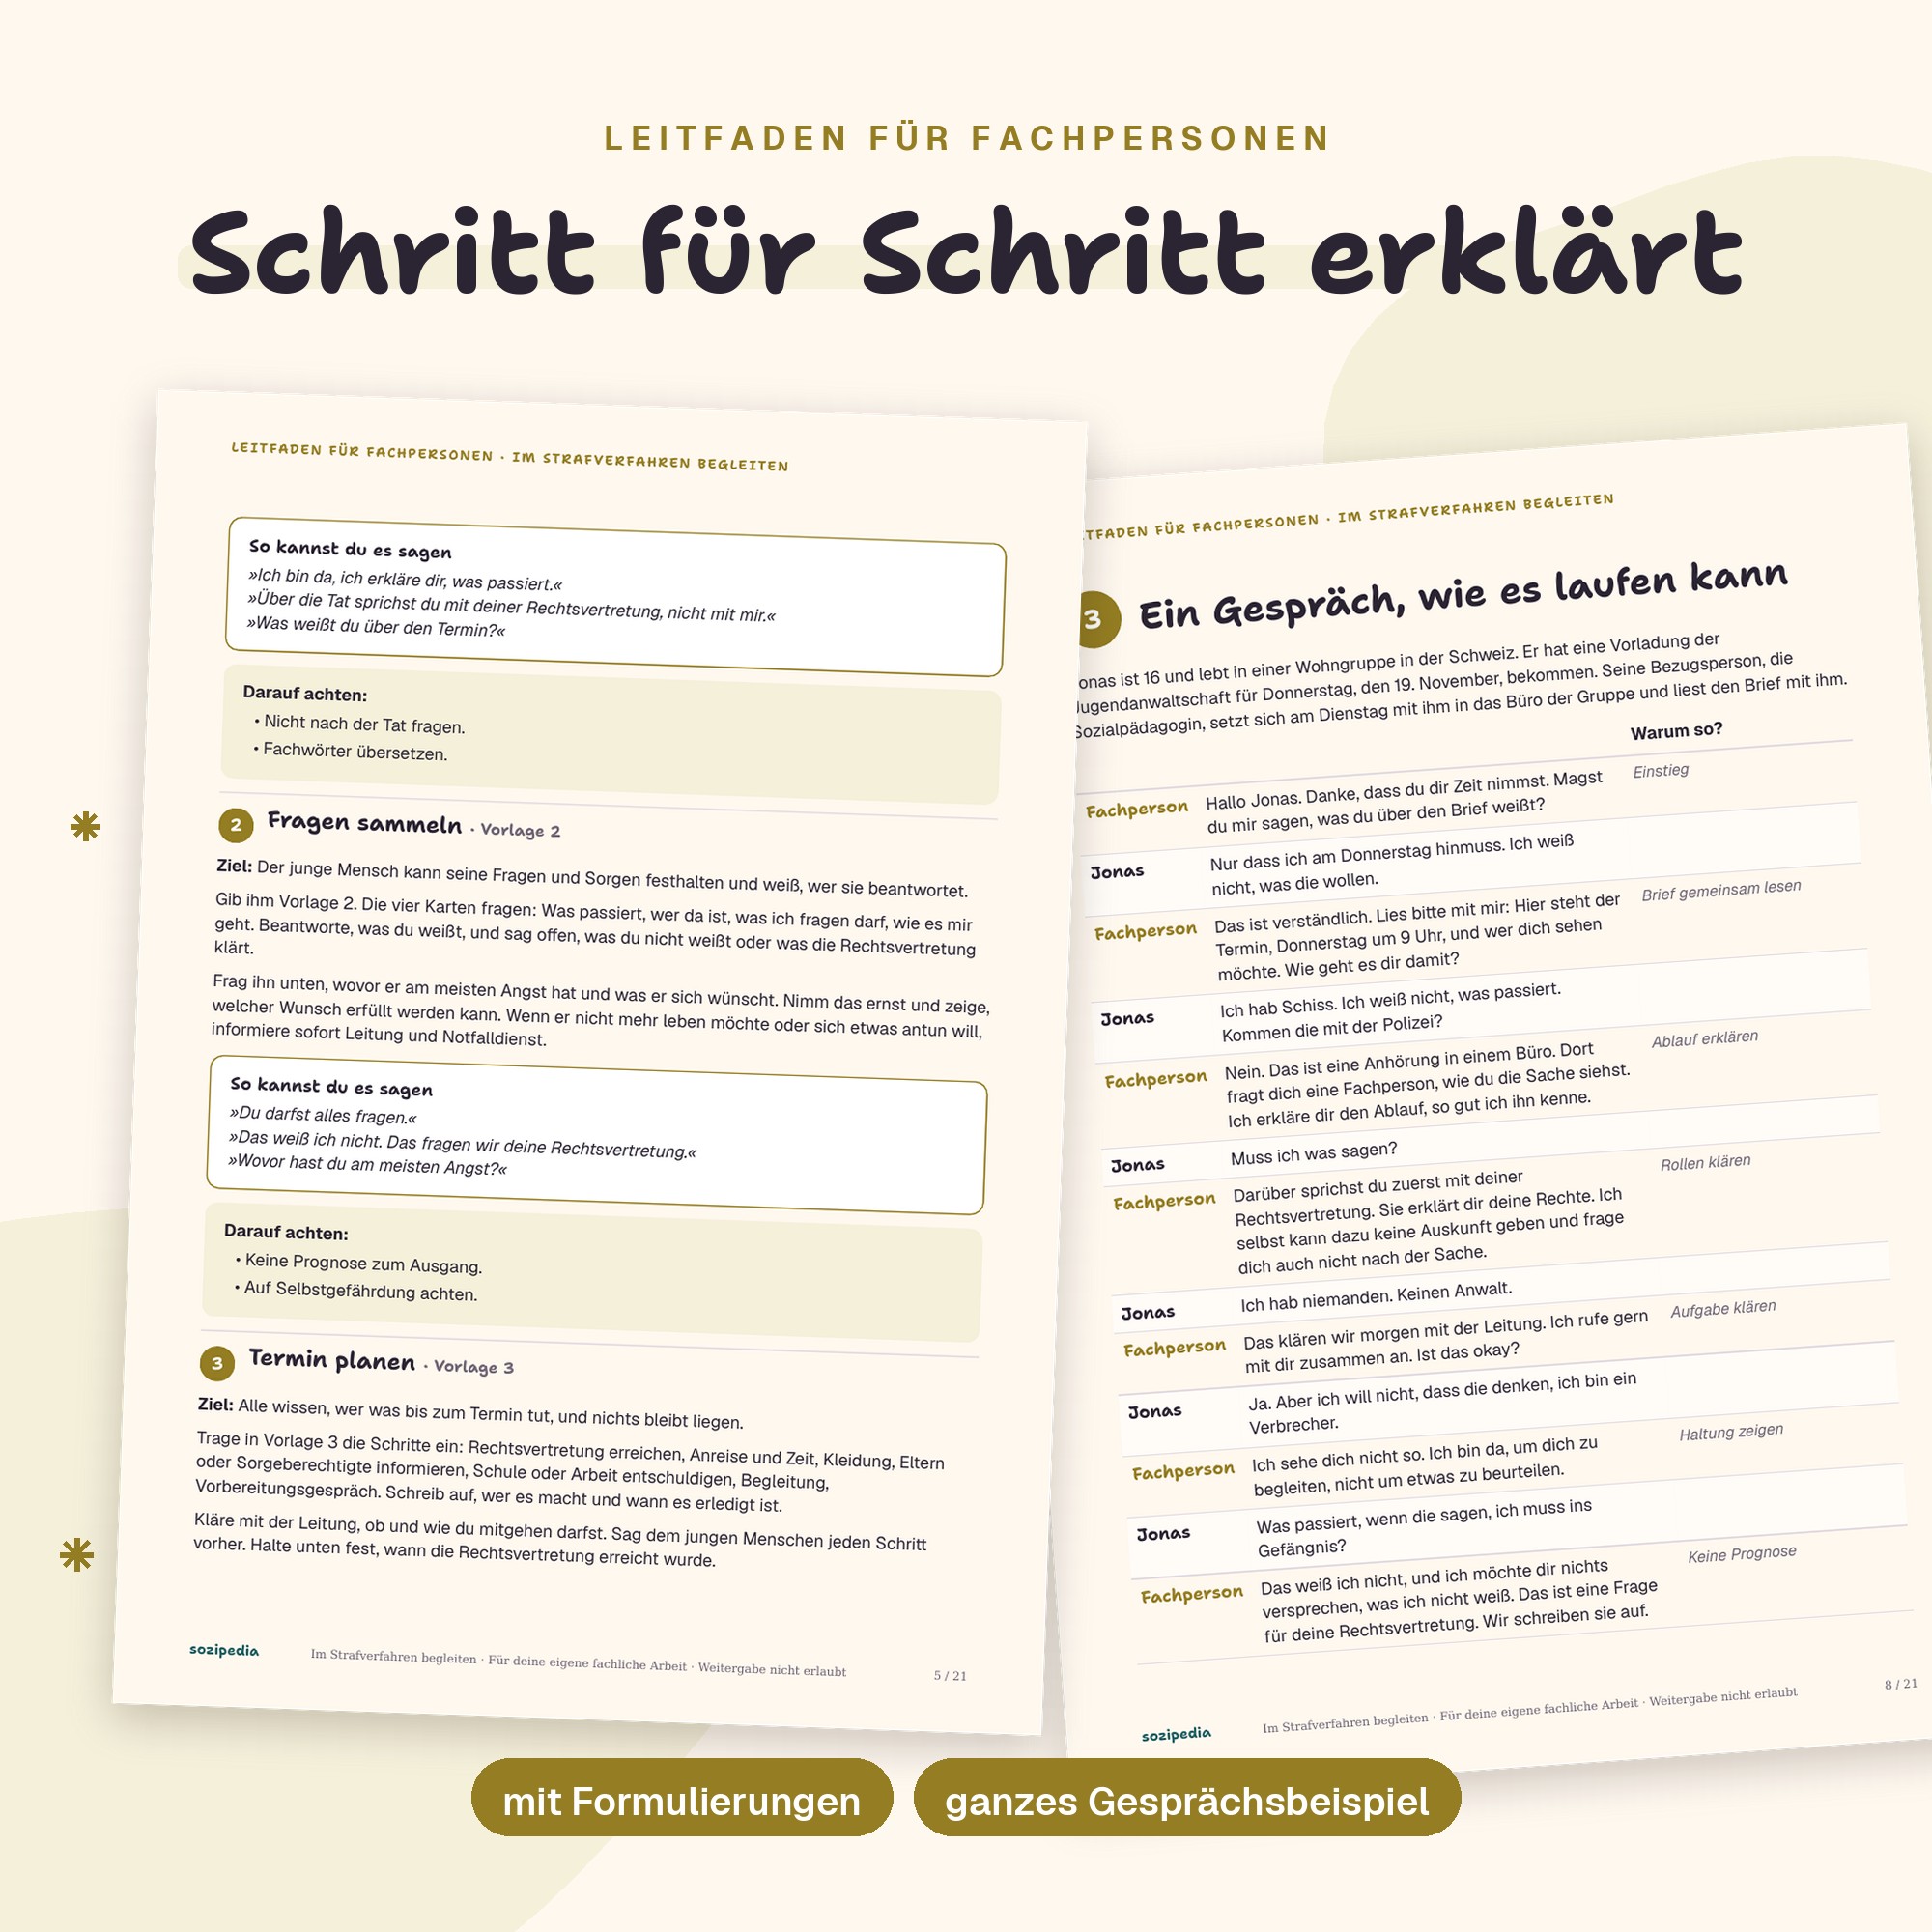 LEITFADEN FÜR FACHPERSONEN
Schritt für Schritt erklärt
LEITFADEN FÜR FACHPERSONEN · IM STRAFVERFAHREN BEGLEITEN
So kannst du es sagen
»Ich bin da, ich erkläre dir, was passiert.«
»Über die Tat sprichst du mit deiner Rechtsvertretung, nicht mit mir.«
»Was weißt du über den Termin?«
Darauf achten:
• Nicht nach der Tat fragen.
• Fachwörter übersetzen.
2 Fragen sammeln · Vorlage 2
Ziel: Der junge Mensch kann seine Fragen und Sorgen festhalten und weiß, wer sie beantwortet.
Gib ihm Vorlage 2. Die vier Karten fragen: Was passiert, wer da ist, was ich fragen darf, wie es mir
geht. Beantworte, was du weißt, und sag offen, was du nicht weißt oder was die Rechtsvertretung
klärt.
Frag ihn unten, wovor er am meisten Angst hat und was er sich wünscht. Nimm das ernst und zeige,
welcher Wunsch erfüllt werden kann. Wenn er nicht mehr leben möchte oder sich etwas antun will,
informiere sofort Leitung und Notfalldienst.
So kannst du es sagen
»Du darfst alles fragen.«
»Das weiß ich nicht. Das fragen wir deine Rechtsvertretung.«
»Wovor hast du am meisten Angst?«
Darauf achten:
• Keine Prognose zum Ausgang.
• Auf Selbstgefährdung achten.
3 Termin planen · Vorlage 3
Ziel: Alle wissen, wer was bis zum Termin tut, und nichts bleibt liegen.
Trage in Vorlage 3 die Schritte ein: Rechtsvertretung erreichen, Anreise und Zeit, Kleidung, Eltern
oder Sorgeberechtigte informieren, Schule oder Arbeit entschuldigen, Begleitung,
Vorbereitungsgespräch. Schreib auf, wer es macht und wann es erledigt ist.
Kläre mit der Leitung, ob und wie du mitgehen darfst. Sag dem jungen Menschen jeden Schritt
vorher. Halte unten fest, wann die Rechtsvertretung erreicht wurde.
sozipedia Im Strafverfahren begleiten · Für deine eigene fachliche Arbeit · Weitergabe nicht erlaubt 5 / 21
TFADEN FÜR FACHPERSONEN · IM STRAFVERFAHREN BEGLEITEN
3 Ein Gespräch, wie es laufen kann
onas ist 16 und lebt in einer Wohngruppe in der Schweiz. Er hat eine Vorladung der
Jugendanwaltschaft für Donnerstag, den 19. November, bekommen. Seine Bezugsperson, die
Sozialpädagogin, setzt sich am Dienstag mit ihm in das Büro der Gruppe und liest den Brief mit ihm.
Warum so?
Fachperson Hallo Jonas. Danke, dass du dir Zeit nimmst. Magst Einstieg
du mir sagen, was du über den Brief weißt?
Jonas Nur dass ich am Donnerstag hinmuss. Ich weiß
nicht, was die wollen.
Fachperson Das ist verständlich. Lies bitte mit mir: Hier steht der Brief gemeinsam lesen
Termin, Donnerstag um 9 Uhr, und wer dich sehen
möchte. Wie geht es dir damit?
Jonas Ich hab Schiss. Ich weiß nicht, was passiert.
Kommen die mit der Polizei?
Fachperson Nein. Das ist eine Anhörung in einem Büro. Dort Ablauf erklären
fragt dich eine Fachperson, wie du die Sache siehst.
Ich erkläre dir den Ablauf, so gut ich ihn kenne.
Jonas Muss ich was sagen?
Fachperson Darüber sprichst du zuerst mit deiner Rollen klären
Rechtsvertretung. Sie erklärt dir deine Rechte. Ich
selbst kann dazu keine Auskunft geben und frage
dich auch nicht nach der Sache.
Jonas Ich hab niemanden. Keinen Anwalt.
Fachperson Das klären wir morgen mit der Leitung. Ich rufe gern Aufgabe klären
mit dir zusammen an. Ist das okay?
Jonas Ja. Aber ich will nicht, dass die denken, ich bin ein
Verbrecher.
Fachperson Ich sehe dich nicht so. Ich bin da, um dich zu Haltung zeigen
begleiten, nicht um etwas zu beurteilen.
Jonas Was passiert, wenn die sagen, ich muss ins
Gefängnis?
Fachperson Das weiß ich nicht, und ich möchte dir nichts Keine Prognose
versprechen, was ich nicht weiß. Das ist eine Frage
für deine Rechtsvertretung. Wir schreiben sie auf.
sozipedia Im Strafverfahren begleiten · Für deine eigene fachliche Arbeit · Weitergabe nicht erlaubt 8 / 21
mit Formulierungen
ganzes Gesprächsbeispiel